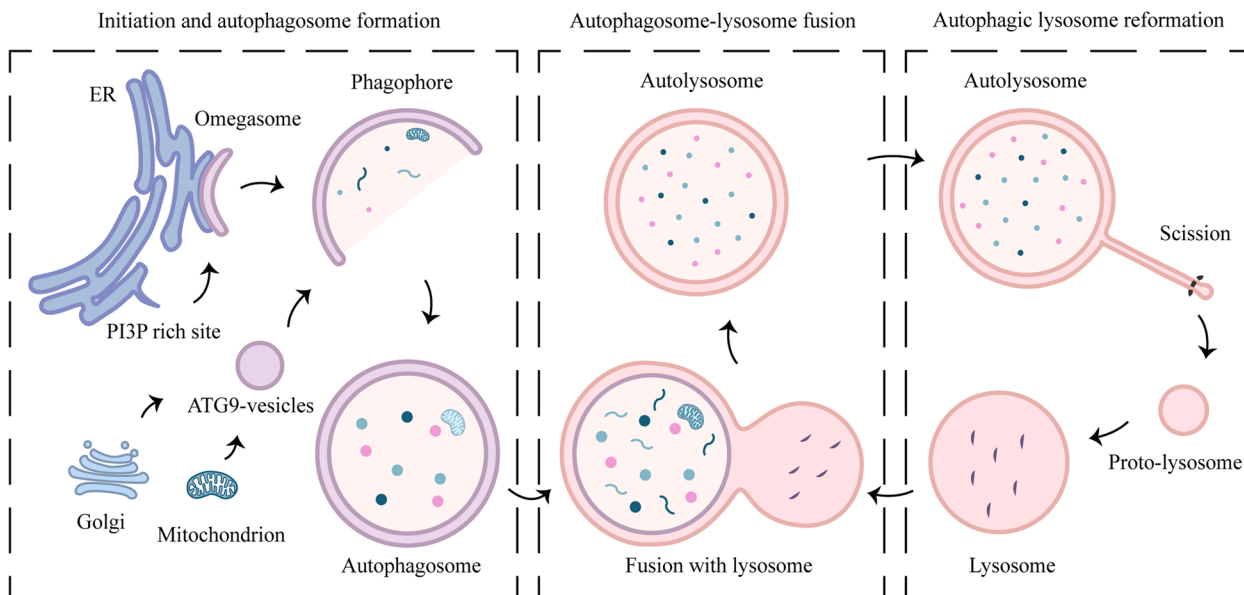 Initiation and autophagosome formation
ER
Omegasome
Phagophore
PI3P rich site
ATG9-vesicles
Golgi
Mitochondrion
Autophagosome
Autophagosome-lysosome fusion
Autolysosome
Fusion with lysosome
Autophagic lysosome reformation
Autolysosome
Scission
Proto-lysosome
Lysosome